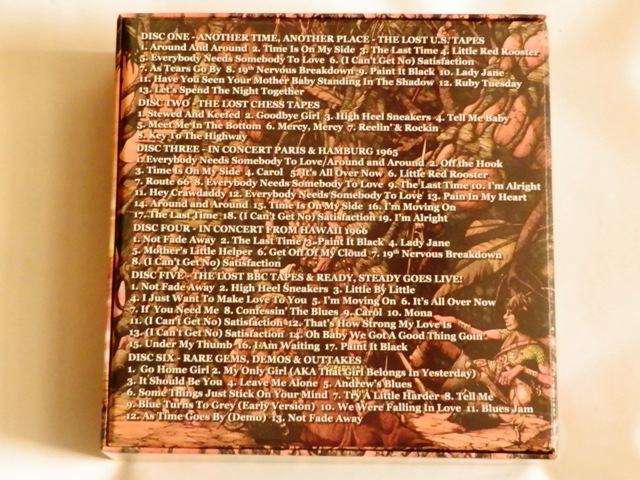 DISC ONE - ANOTHER TIME, ANOTHER PLACE - THE LOST U.S. TAPES
1. Around And Around 2. Time Is On My Side 3. The Last Time 4. Little Red Rooster
5. Everybody Needs Somebody To Love 6. (I Can't Get No) Satisfaction
7. As Tears Go By 8. 19th Nervous Breakdown 9. Paint It Black 10. Lady Jane
11. Have You Seen Your Mother Baby Standing In The Shadow 12. Ruby Tuesday
13. Let's Spend The Night Together
DISC TWO - THE LOST CHESS TAPES
1. Stewed And Keefed 2. Goodbye Girl 3. High Heel Sneakers 4. Tell Me Baby
5. Meet Me In The Bottom 6. Mercy, Mercy 7. Reelin' & Rockin
8. Key To The Highway
DISC THREE - IN CONCERT PARIS & HAMBURG 1965
1. Everybody Needs Somebody To Love/Around and Around 2. Off the Hook
3. Time Is On My Side 4. Carol 5. It's All Over Now 6. Little Red Rooster
7. Route 66 8. Everybody Needs Somebody To Love 9. The Last Time 10. I'm Alright
11. Hey Crawdaddy 12. Everybody Needs Somebody To Love 13. Pain In My Heart
14. Around and Around 15. Time Is On My Side 16. I'm Moving On
17. The Last Time 18. (I Can't Get No) Satisfaction 19. I'm Alright
DISC FOUR - IN CONCERT FROM HAWAII 1966
1. Not Fade Away 2. The Last Time 3. Paint It Black 4. Lady Jane
5. Mother's Little Helper 6. Get Off Of My Cloud 7. 19th Nervous Breakdown
8. (I Can't Get No) Satisfaction
DISC FIVE - THE LOST BBC TAPES & READY, STEADY GOES LIVE!
1. Not Fade Away 2. High Heel Sneakers 3. Little By Little
4. I Just Want To Make Love To You 5. I'm Moving On 6. It's All Over Now
7. If You Need Me 8. Confessin' The Blues 9. Carol 10. Mona
11. (I Can't Get No) Satisfaction 12. That's How Strong My Love Is
13. (I Can't Get No) Satisfaction 14. Oh Baby We Got A Good Thing Goin'
15. Under My Thumb 16. I Am Waiting 17. Paint It Black
DISC SIX - RARE GEMS, DEMOS & OUTTAKES
1. Go Home Girl 2. My Only Girl (AKA That Girl Belongs In Yesterday)
3. It Should Be You 4. Leave Me Alone 5. Andrew's Blues
6. Some Things Just Stick On Your Mind 7. Try A Little Harder 8. Tell Me
9. Blue Turns To Grey (Early Version) 10. We Were Falling In Love 11. Blues Jam
12. As Time Goes By (Demo) 13. Not Fade Away